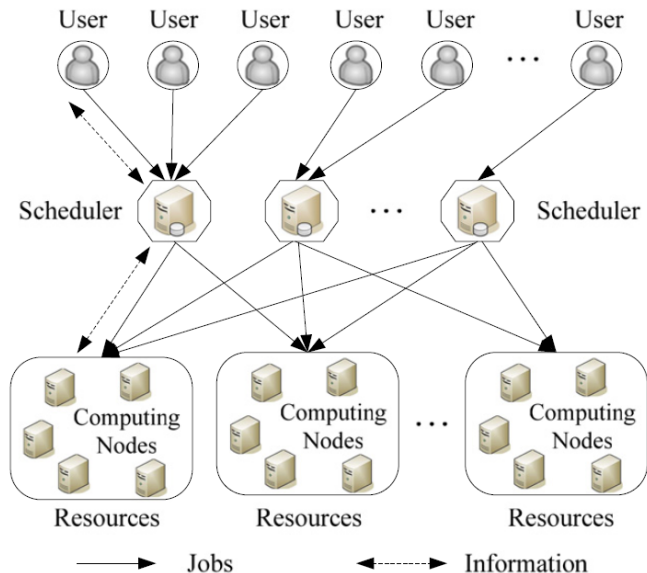 User User User User User ... User
Scheduler ... Scheduler
Computing Computing Computing
Nodes Nodes ... Nodes
Resources Resources Resources
Jobs Information